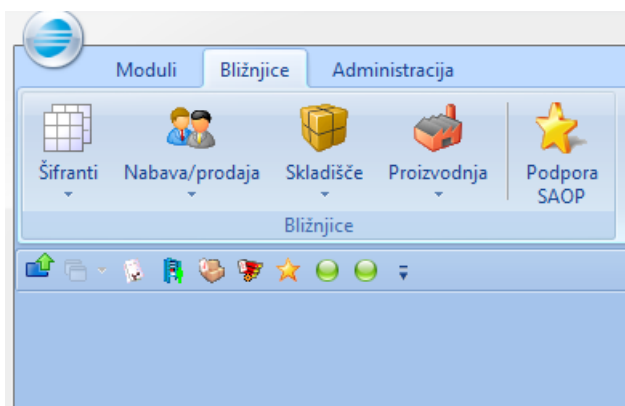 Moduli Bližnjice Administracija
Šifranti Nabava/prodaja Skladišče Proizvodnja Podpora
SAOP
Bližnjice